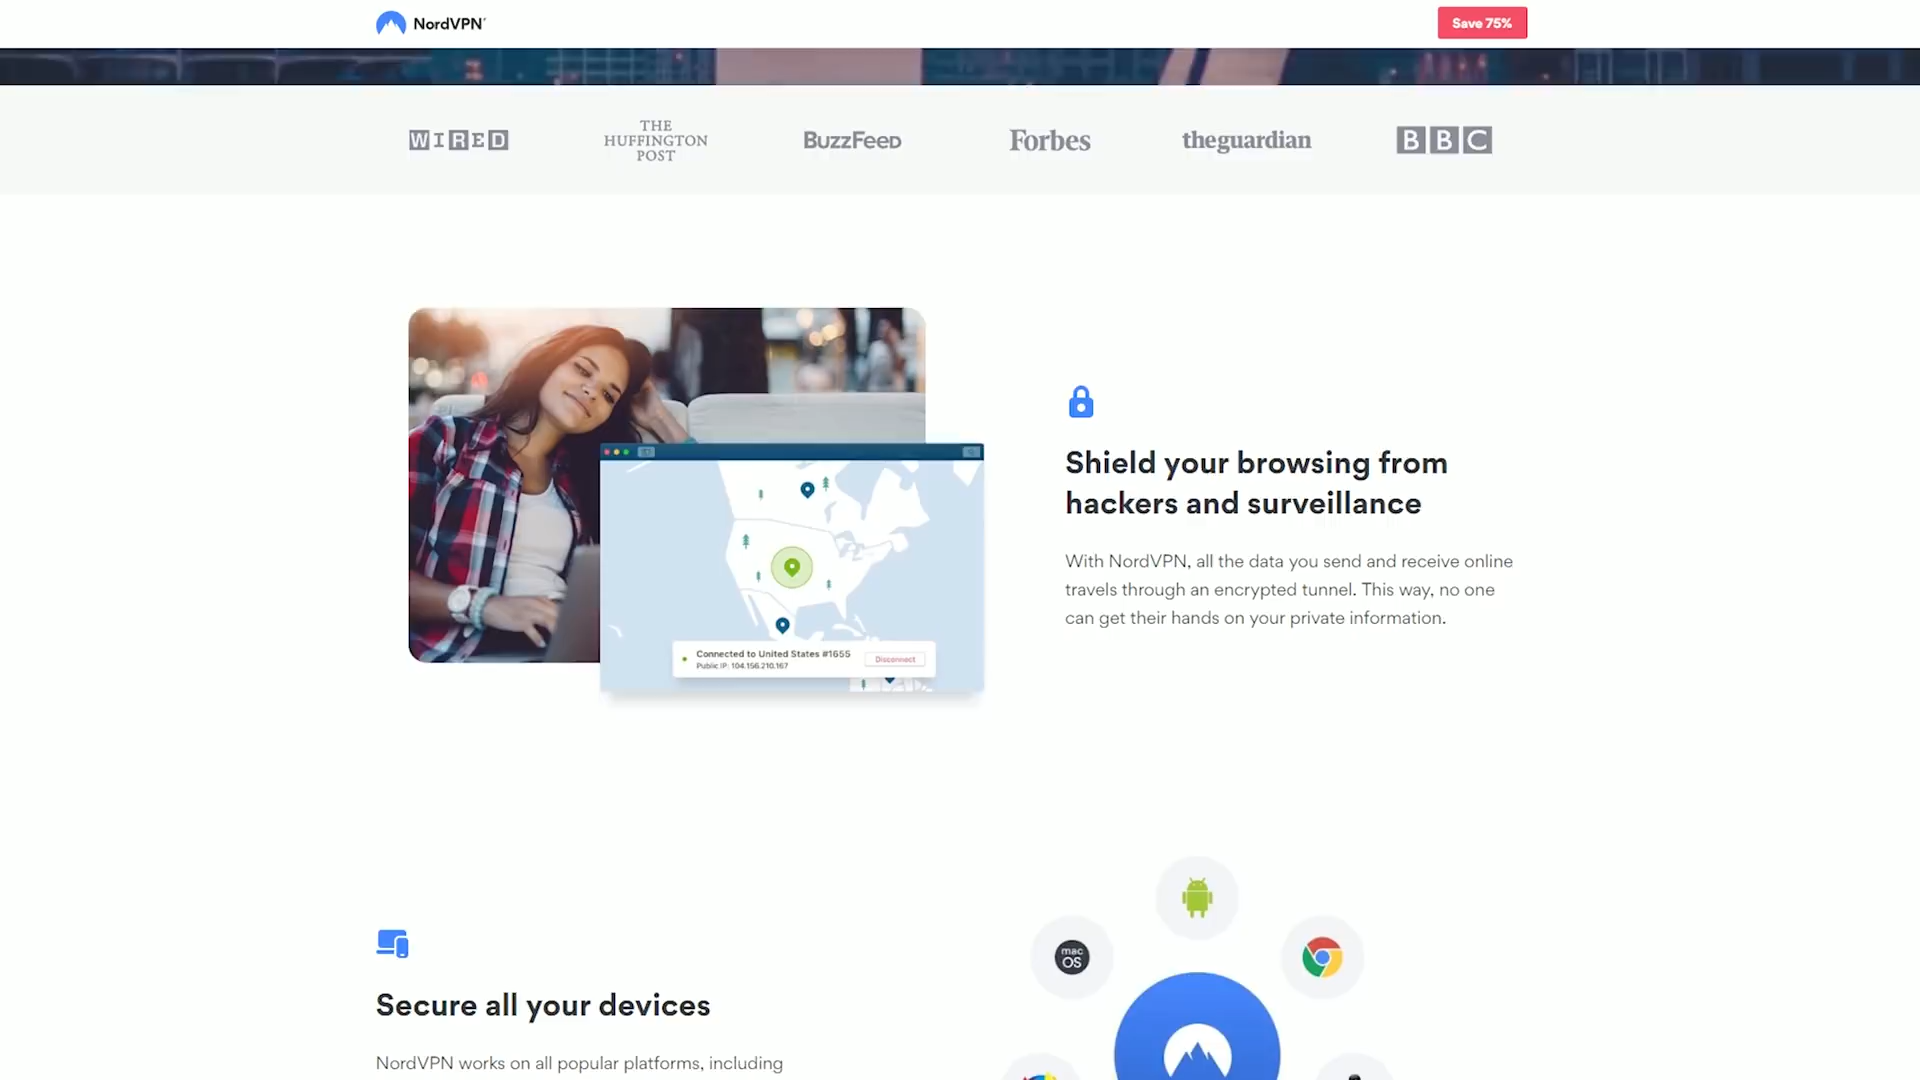 NordVPN
Save 75%
WIRED
THE
HUFFINGTON
POST
BuzzFeed
Forbes
theguardian
BBC
Shield your browsing from
hackers and surveillance
With NordVPN, all the data you send and receive online
travels through an encrypted tunnel. This way, no one
can get their hands on your private information.
Connected to United States #1655
Public IP: 104.156.210.167
Disconnect
mac
OS
Secure all your devices
NordVPN works on all popular platforms, including